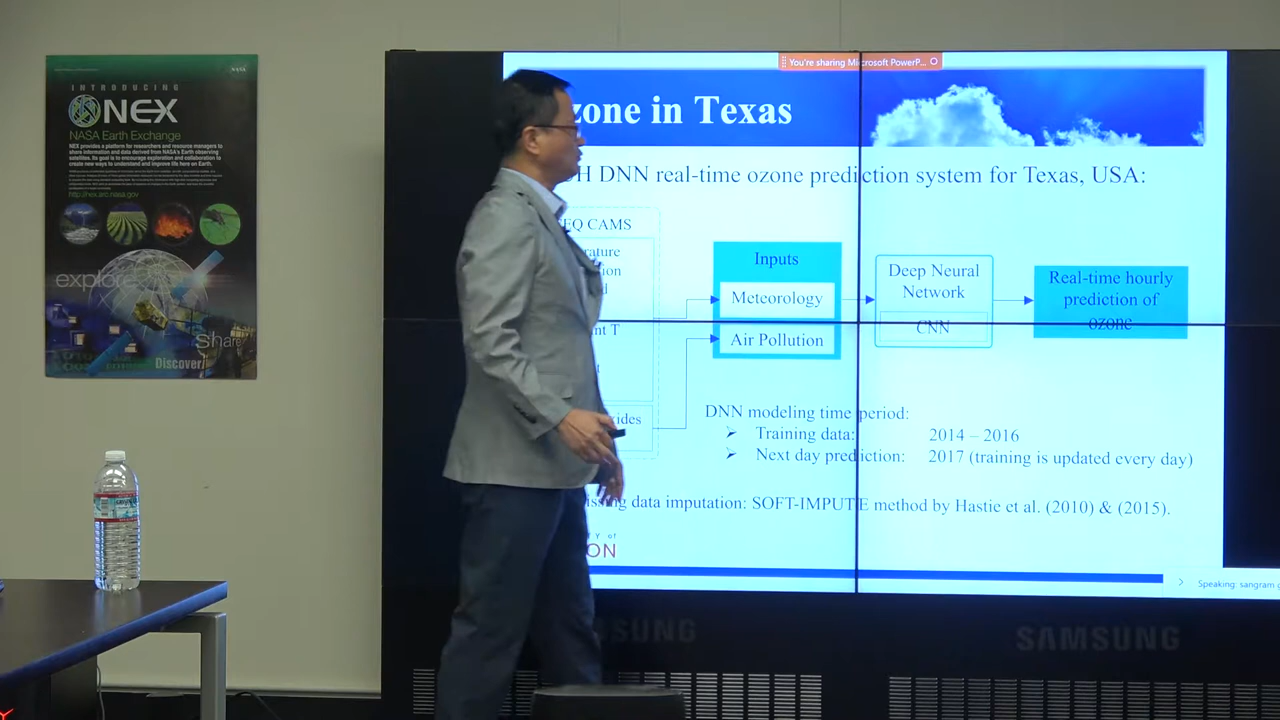 INTRODUCING
NEX
NASA Earth Exchange
NEX provides a platform for researchers and resource managers to
share information and data derived from NASA's Earth observing
satellites. Its goal is to encourage exploration and collaboration to
create new ways to understand and improve life here on Earth.
http://nex.arc.nasa.gov
explore
Share
Discover
You're sharing Microsoft PowerP...
zone in Texas
H DNN real-time ozone prediction system for Texas, USA:
EQ CAMS
rature
ion
d
nt T
t
xides
Inputs
Meteorology
Air Pollution
Deep Neural
Network
CNN
Real-time hourly
prediction of
ozone
DNN modeling time period:
➢ Training data: 2014 – 2016
➢ Next day prediction: 2017 (training is updated every day)
issing data imputation: SOFT-IMPUTE method by Hastie et al. (2010) & (2015).
Y of
ON
Speaking: sangram g
SUNG
SAMSUNG